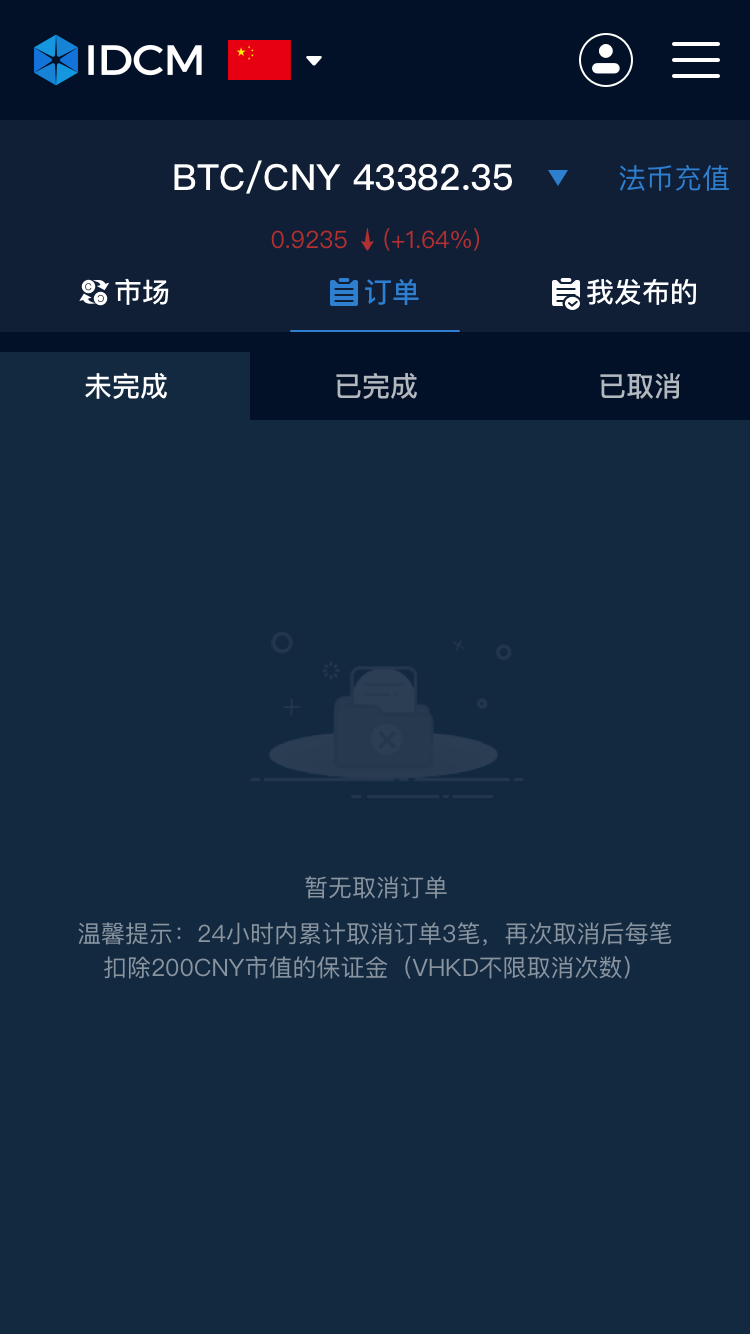 IDCM
BTC/CNY 43382.35
法币充值
0.9235 (+1.64%)
市场
订单
我发布的
未完成
已完成
已取消
暂无取消订单
温馨提示：24小时内累计取消订单3笔，再次取消后每笔
扣除200CNY市值的保证金（VHKD不限取消次数）